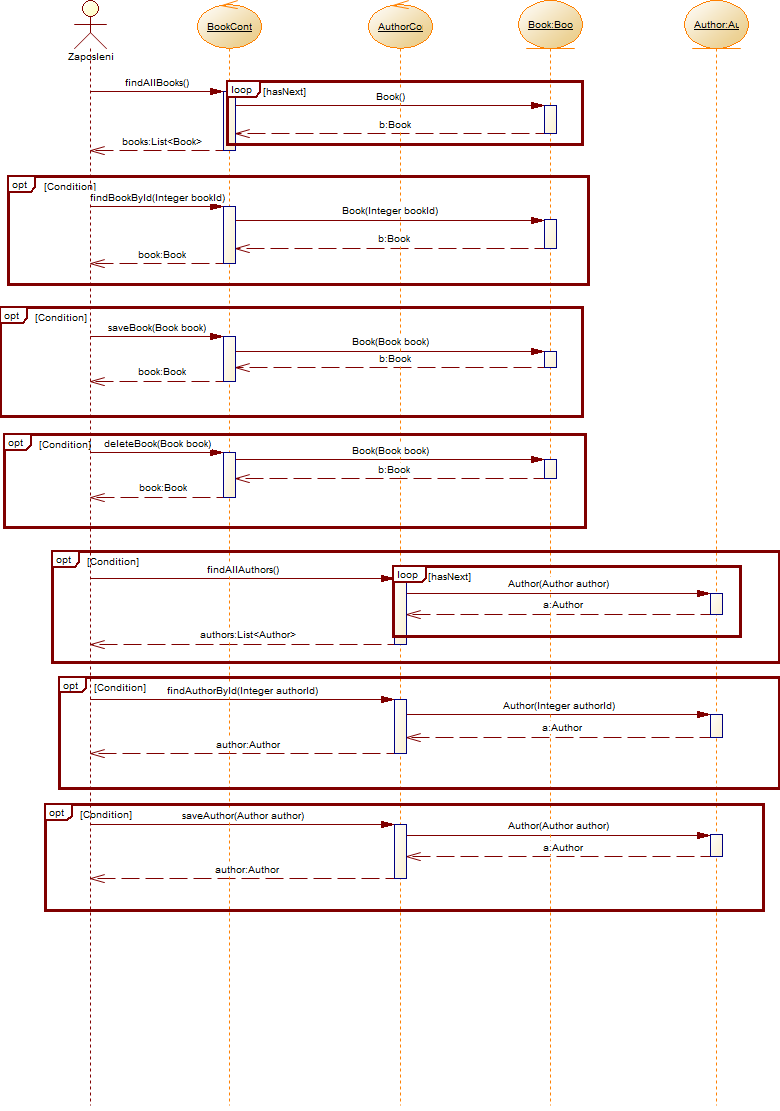 Zaposleni
BookCont
AuthorCo
Book:Boo
Author:Au
findAllBooks()
loop
[hasNext]
Book()
b:Book
books:List<Book>
opt
[Condition]
findBookById(Integer bookId)
Book(Integer bookId)
b:Book
book:Book
opt
[Condition]
saveBook(Book book)
Book(Book book)
b:Book
book:Book
opt
[Condition]
deleteBook(Book book)
Book(Book book)
b:Book
book:Book
opt
[Condition]
findAllAuthors()
loop
[hasNext]
Author(Author author)
a:Author
authors:List<Author>
opt
[Condition]
findAuthorById(Integer authorId)
Author(Integer authorId)
a:Author
author:Author
opt
[Condition]
saveAuthor(Author author)
Author(Author author)
a:Author
author:Author